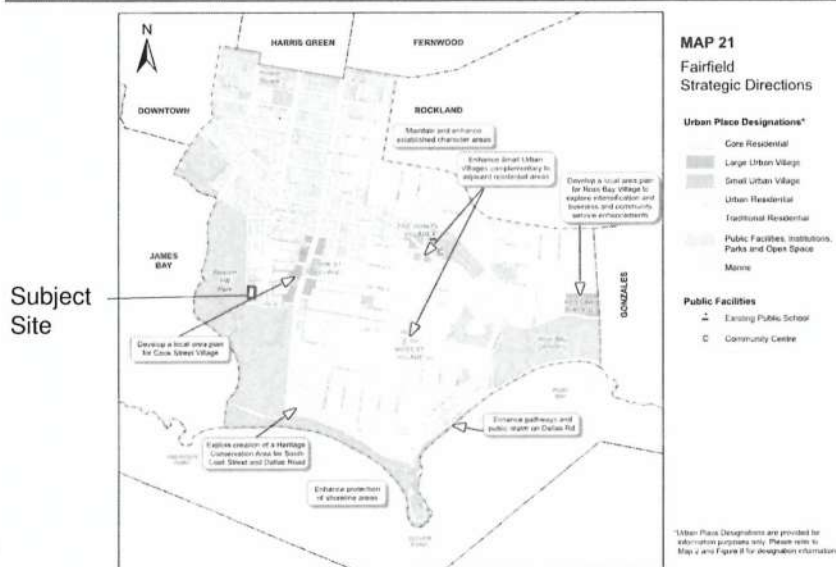 MAP 21
Fairfield
Strategic Directions
Urban Place Designations*
Core Residential
Large Urban Village
Small Urban Village
Urban Residential
Traditional Residential
Public Facilities, Institutions,
Parks and Open Space
Marine
Public Facilities
Existing Public School
C Community Centre
*Urban Place Designations are provided for
information purposes only. Please refer to
Map 2 and Figure 8 for designation information
N
HARRIS GREEN
FERNWOOD
DOWNTOWN
ROCKLAND
Maintain and enhance
established character areas
Enhance Small Urban
Villages complementary to
adjacent residential areas
Develop a local area plan
for Ross Bay Village to
explore intensification and
business and community
service enhancements
JAMES
BAY
GONZALES
Subject
Site
Develop a local area plan
for Cook Street Village
Explore creation of a Heritage
Conservation Area for South
Cook Street and Dallas Road
Enhance pathways and
public realm on Dallas Rd
Enhance protection
of shoreline areas